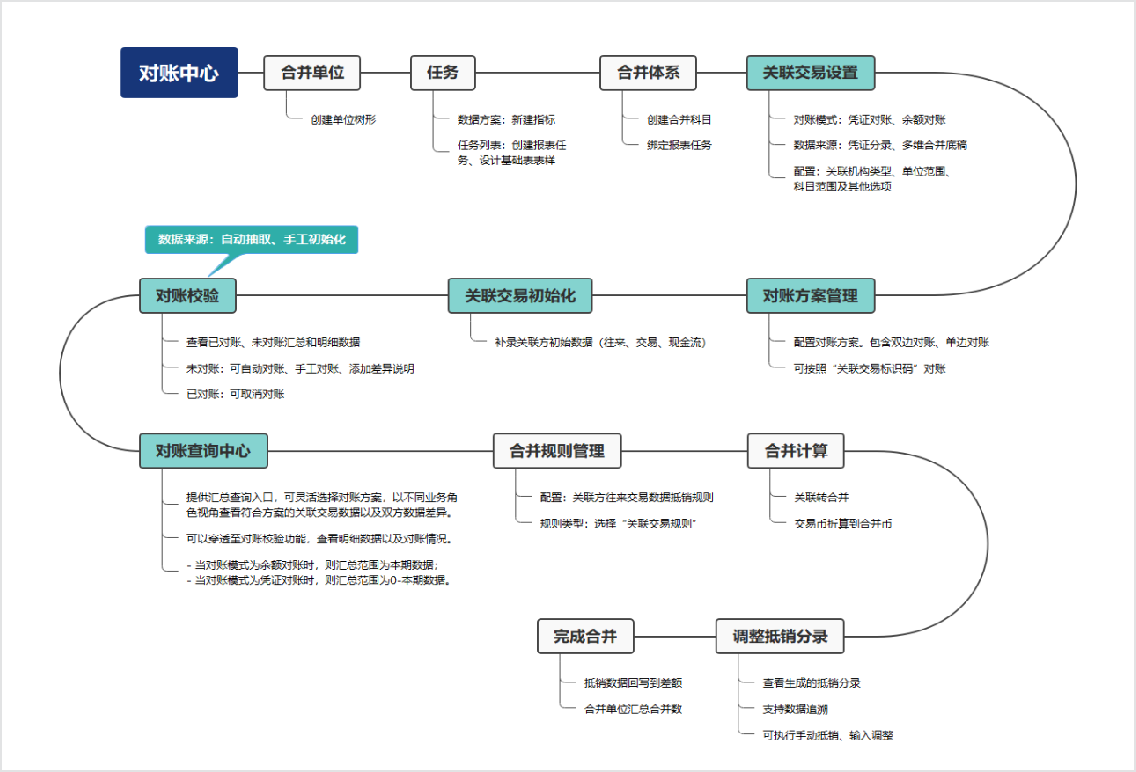 对账中心
合并单位
任务
合并体系
关联交易设置
创建单位树形
数据方案：新建指标
任务列表：创建报表任
务、设计基础表表样
创建合并科目
绑定报表任务
对账模式：凭证对账、余额对账
数据来源：凭证分录、多维合并底稿
配置：关联机构类型、单位范围、
科目范围及其他选项
数据来源：自动抽取、手工初始化
对账校验
关联交易初始化
对账方案管理
查看已对账、未对账汇总和明细数据
未对账：可自动对账、手工对账、添加差异说明
已对账：可取消对账
补录关联方初始数据（往来、交易、现金流）
配置对账方案。包含双边对账、单边对账
可按照“关联交易标识码”对账
对账查询中心
合并规则管理
合并计算
提供汇总查询入口，可灵活选择对账方案，以不同业务角
色视角查看符合方案的关联交易数据以及双方数据差异。
可以穿透至对账校验功能，查看明细数据以及对账情况。
- 当对账模式为余额对账时，则汇总范围为本期数据；
- 当对账模式为凭证对账时，则汇总范围为0-本期数据。
配置：关联方往来交易数据抵销规则
规则类型：选择“关联交易规则”
关联转合并
交易币折算到合并币
完成合并
调整抵销分录
抵销数据回写到差额
合并单位汇总合并数
查看生成的抵销分录
支持数据追溯
可执行手动抵销、输入调整